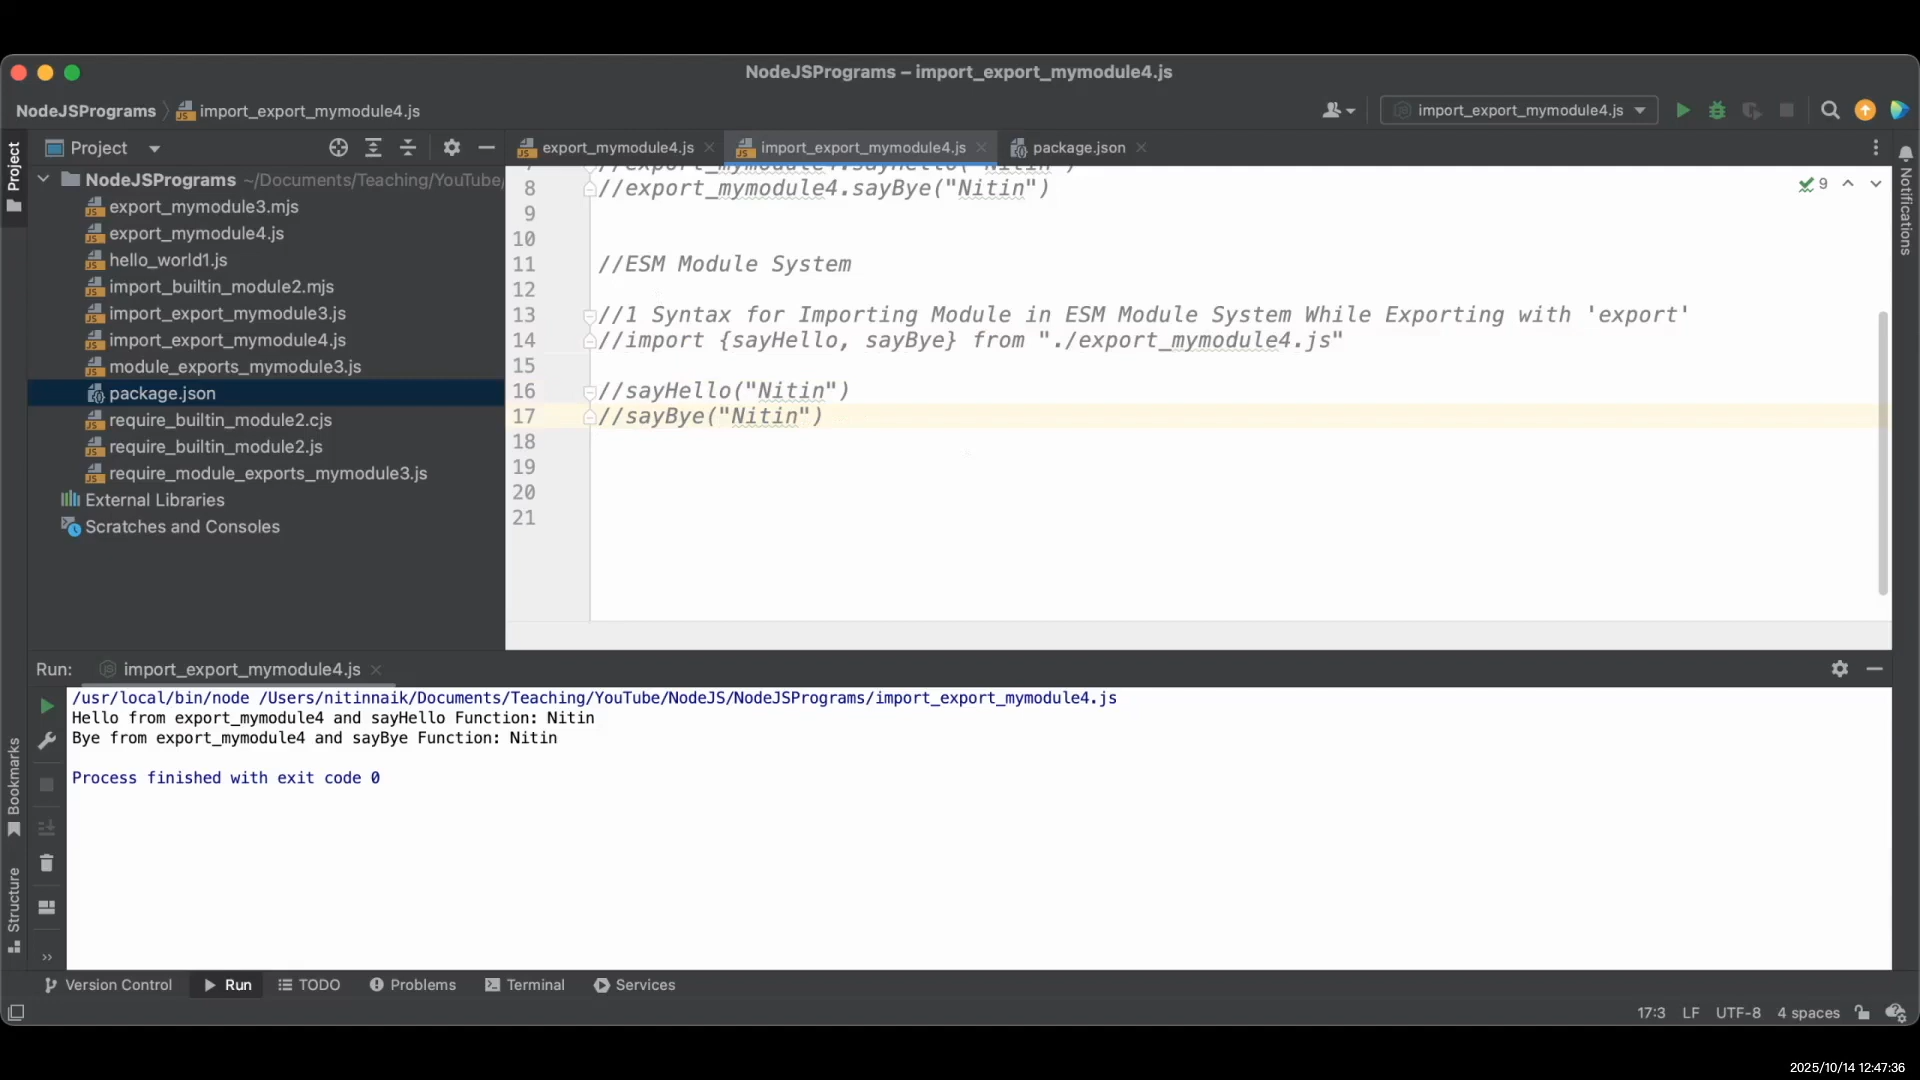 NodeJSPrograms – import_export_mymodule4.js
NodeJSPrograms
import_export_mymodule4.js
import_export_mymodule4.js
Project
Project
export_mymodule4.js
import_export_mymodule4.js
package.json
Notifications
NodeJSPrograms ~/Documents/Teaching/YouTube/
export_mymodule3.mjs
export_mymodule4.js
hello_world1.js
import_builtin_module2.mjs
import_export_mymodule3.js
import_export_mymodule4.js
module_exports_mymodule3.js
package.json
require_builtin_module2.cjs
require_builtin_module2.js
require_module_exports_mymodule3.js
External Libraries
Scratches and Consoles
7 //export_mymodule4.sayHello("Nitin")
8 //export_mymodule4.sayBye("Nitin")
9
9
10
11 //ESM Module System
12
13 //1 Syntax for Importing Module in ESM Module System While Exporting with 'export'
14 //import {sayHello, sayBye} from "./export_mymodule4.js"
15
16 //sayHello("Nitin")
17 //sayBye("Nitin")
18
19
20
21
Run: import_export_mymodule4.js
/usr/local/bin/node /Users/nitinnaik/Documents/Teaching/YouTube/NodeJS/NodeJSPrograms/import_export_mymodule4.js
Hello from export_mymodule4 and sayHello Function: Nitin
Bye from export_mymodule4 and sayBye Function: Nitin
Process finished with exit code 0
Bookmarks
Structure
Version Control
Run
TODO
Problems
Terminal
Services
17:3 LF UTF-8 4 spaces
2025/10/14 12:47:36